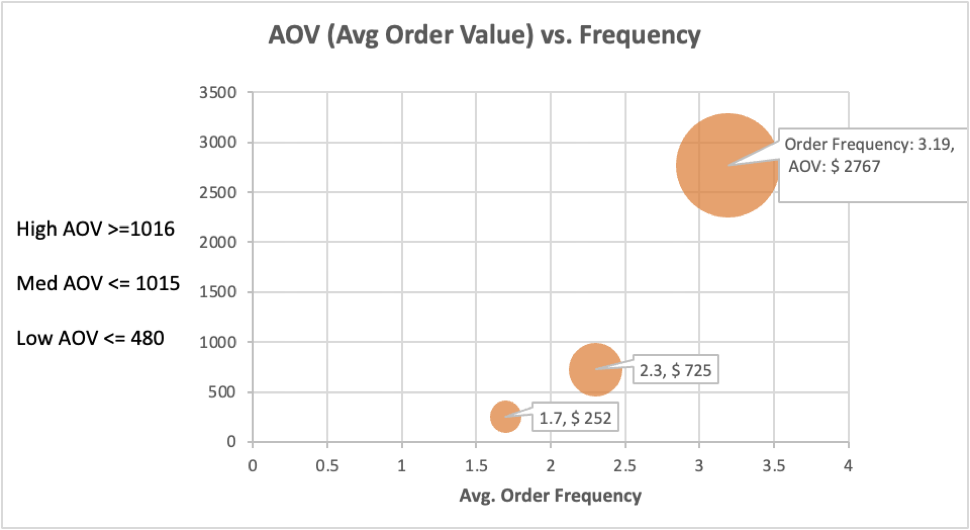 AOV (Avg Order Value) vs. Frequency
3500
3000
2500
2000
1500
1000
500
0
High AOV >=1016
Med AOV <= 1015
Low AOV <= 480
Order Frequency: 3.19,
AOV: $ 2767
2.3, $ 725
1.7, $ 252
0 0.5 1 1.5 2 2.5 3 3.5 4
Avg. Order Frequency